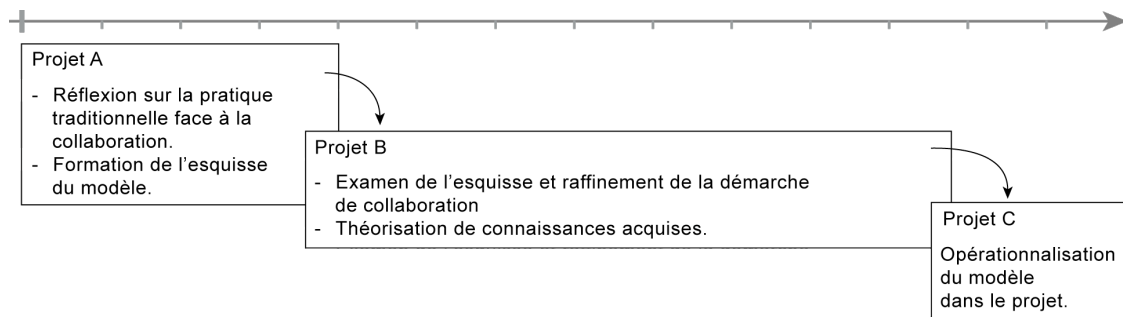 Projet A
- Réflexion sur la pratique
traditionnelle face à la
collaboration.
- Formation de l’esquisse
du modèle.
Projet B
- Examen de l’esquisse et raffinement de la démarche
de collaboration
- Théorisation de connaissances acquises.
Projet C
Opérationnalisation
du modèle
dans le projet.